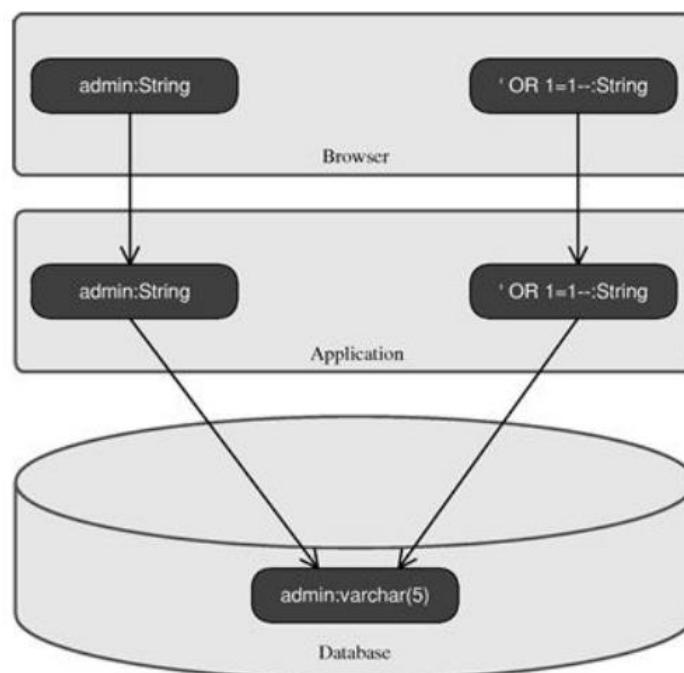 admin:String
' OR 1=1--:String
Browser
admin:String
' OR 1=1--:String
Application
admin:varchar(5)
Database